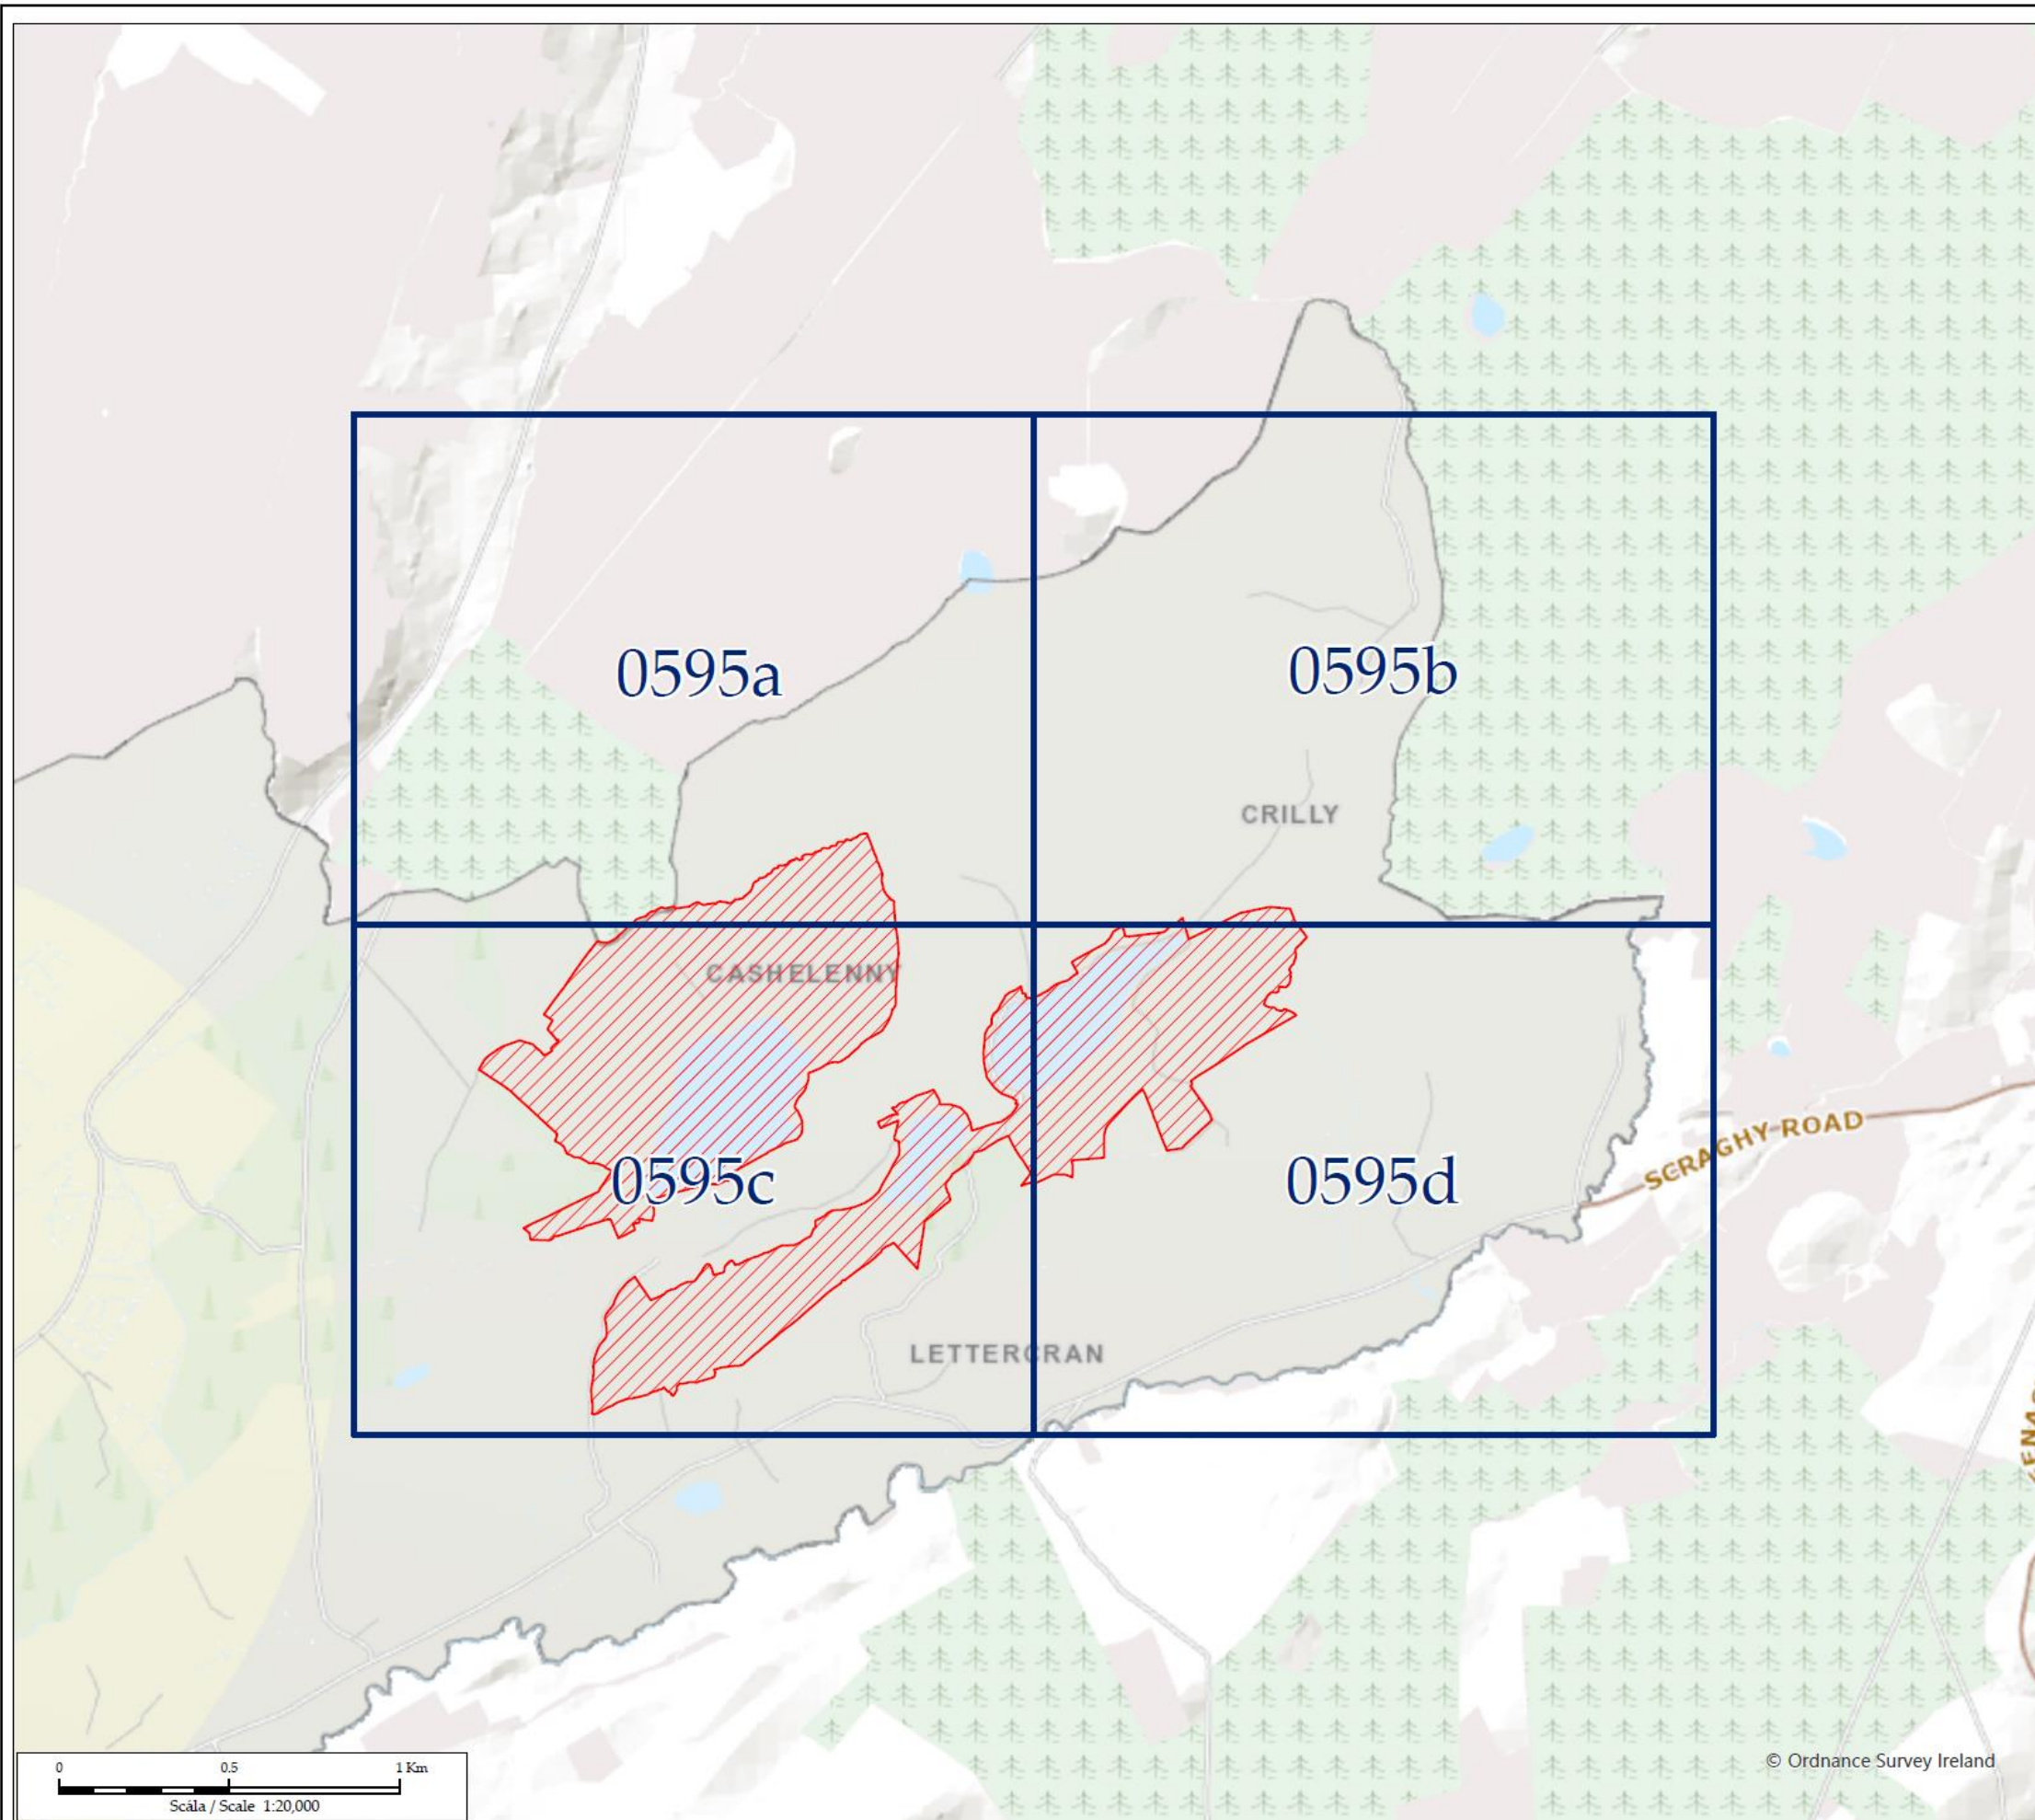 0595a
0595b
CRILLY
CASHELENNY
SCRAGHY ROAD
0595c
0595d
LETTERCRAN
© Ordnance Survey Ireland
0 0.5 1 Km
Scála / Scale 1:20,000